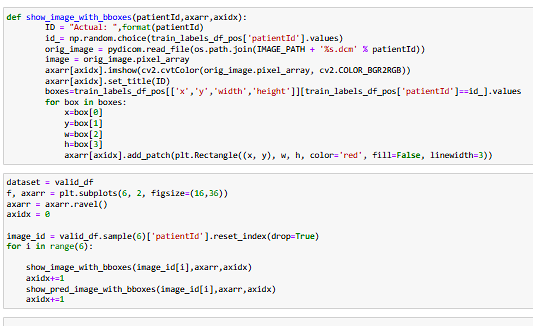 def show_image_with_bboxes(patientId,axarr,axidx):
        ID = "Actual: ",format(patientId)
        id_= np.random.choice(train_labels_df_pos['patientId'].values)
        orig_image = pydicom.read_file(os.path.join(IMAGE_PATH + '%s.dcm' % patientId))
        image = orig_image.pixel_array
        axarr[axidx].imshow(cv2.cvtColor(orig_image.pixel_array, cv2.COLOR_BGR2RGB))
        axarr[axidx].set_title(ID)
        boxes=train_labels_df_pos[['x','y','width','height']][train_labels_df_pos['patientId']==id_].values
        for box in boxes:
            x=box[0]
            y=box[1]
            w=box[2]
            h=box[3]
            axarr[axidx].add_patch(plt.Rectangle((x, y), w, h, color='red', fill=False, linewidth=3))
dataset = valid_df
f, axarr = plt.subplots(6, 2, figsize=(16,36))
axarr = axarr.ravel()
axidx = 0
image_id = valid_df.sample(6)['patientId'].reset_index(drop=True)
for i in range(6):
    show_image_with_bboxes(image_id[i],axarr,axidx)
    axidx+=1
    show_pred_image_with_bboxes(image_id[i],axarr,axidx)
    axidx+=1